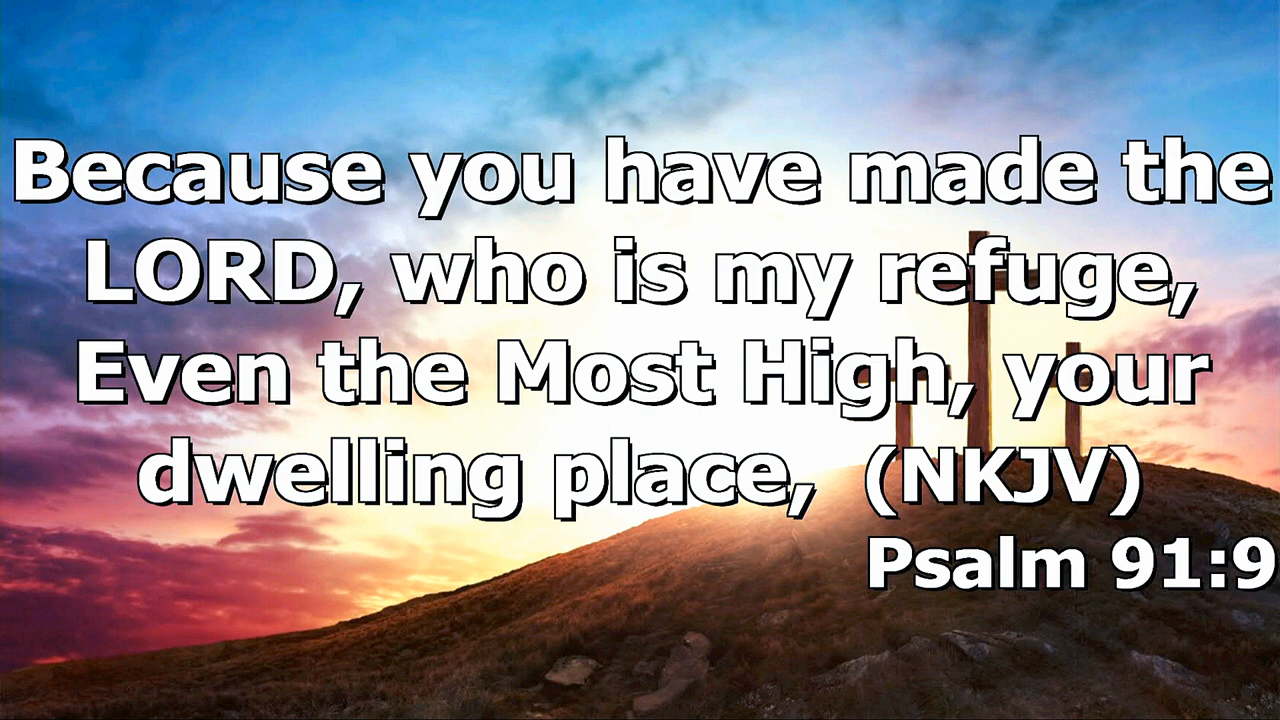 Because you have made the
LORD, who is my refuge,
Even the Most High, your
dwelling place, (NKJV)
Psalm 91:9